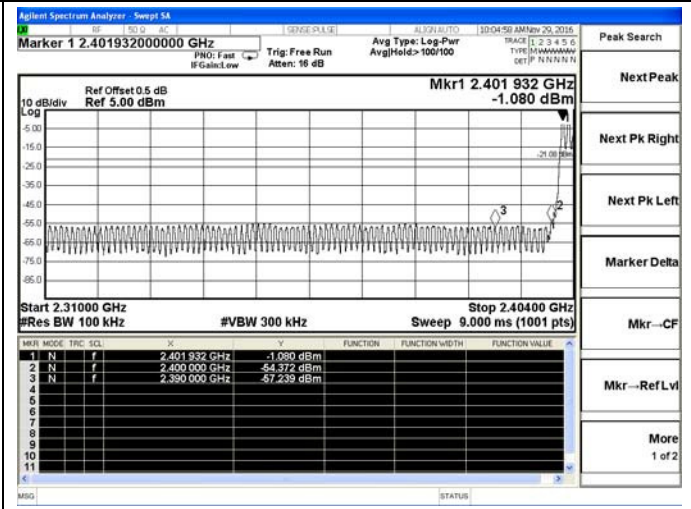 Agilent Spectrum Analyzer - Swept SA
RF 50 Ω AC SENSE:PULSE ALIGN AUTO 10:04:58 AM Nov 29, 2016
Marker 1 2.401932000000 GHz
PNO: Fast Trig: Free Run
IFGain:Low Atten: 16 dB
Avg Type: Log-Pwr
Avg|Hold:> 100/100
TRACE 1 2 3 4 5 6
TYPE MWWWWW
DET P N N N N N
Mkr1 2.401 932 GHz
-1.080 dBm
Ref Offset 0.5 dB
10 dB/div Ref 5.00 dBm
Log
-5.00
-15.0
-21.08 dBm
-25.0
-35.0
-45.0
-55.0
-65.0
-75.0
-85.0
3
2
Start 2.31000 GHz Stop 2.40400 GHz
#Res BW 100 kHz #VBW 300 kHz Sweep 9.000 ms (1001 pts)
MKR MODE TRC SCL X Y FUNCTION FUNCTION WIDTH FUNCTION VALUE
1 N f 2.401 932 GHz -1.080 dBm
2 N f 2.400 000 GHz -54.372 dBm
3 N f 2.390 000 GHz -57.239 dBm
4
5
6
7
8
9
10
11
MSG STATUS
Peak Search
Next Peak
Next Pk Right
Next Pk Left
Marker Delta
Mkr→CF
Mkr→Ref Lvl
More
1 of 2